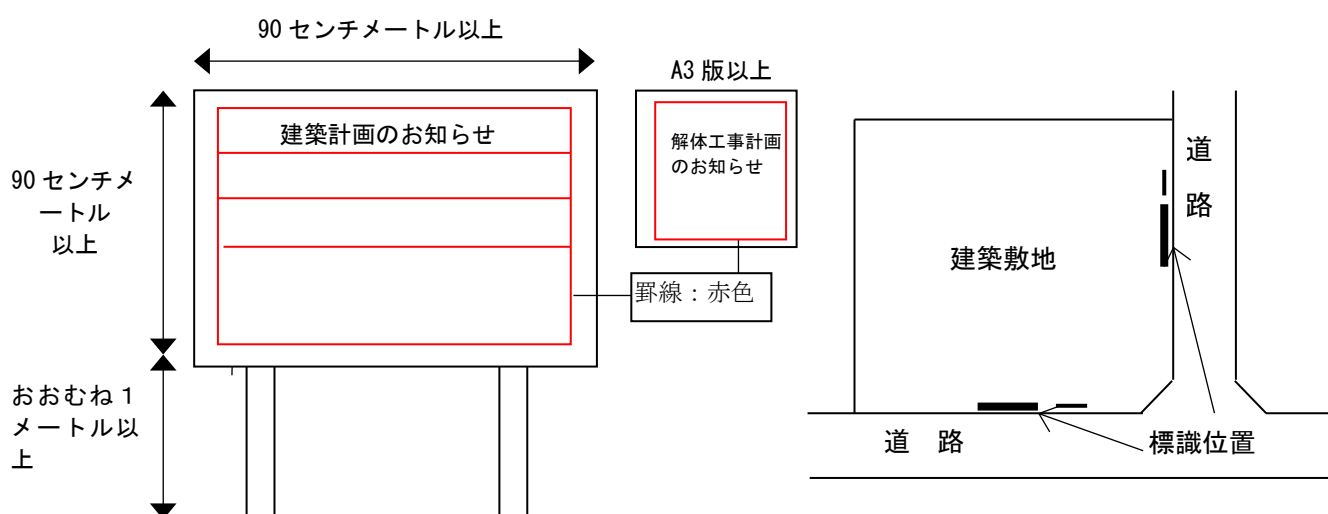 90 センチメートル以上
A3 版以上
建築計画のお知らせ
解体工事計画
のお知らせ
90 センチメ
ートル
以上
罫線：赤色
おおむね１
メートル以
上
道
路
建築敷地
道　路
標識位置